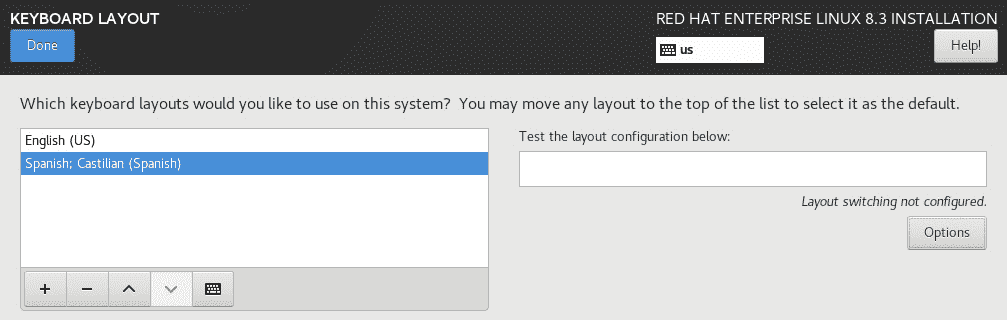 KEYBOARD LAYOUT
RED HAT ENTERPRISE LINUX 8.3 INSTALLATION
Done
us
Help!
Which keyboard layouts would you like to use on this system?  You may move any layout to the top of the list to select it as the default.
English (US)
Spanish; Castilian (Spanish)
Test the layout configuration below:
Layout switching not configured.
Options